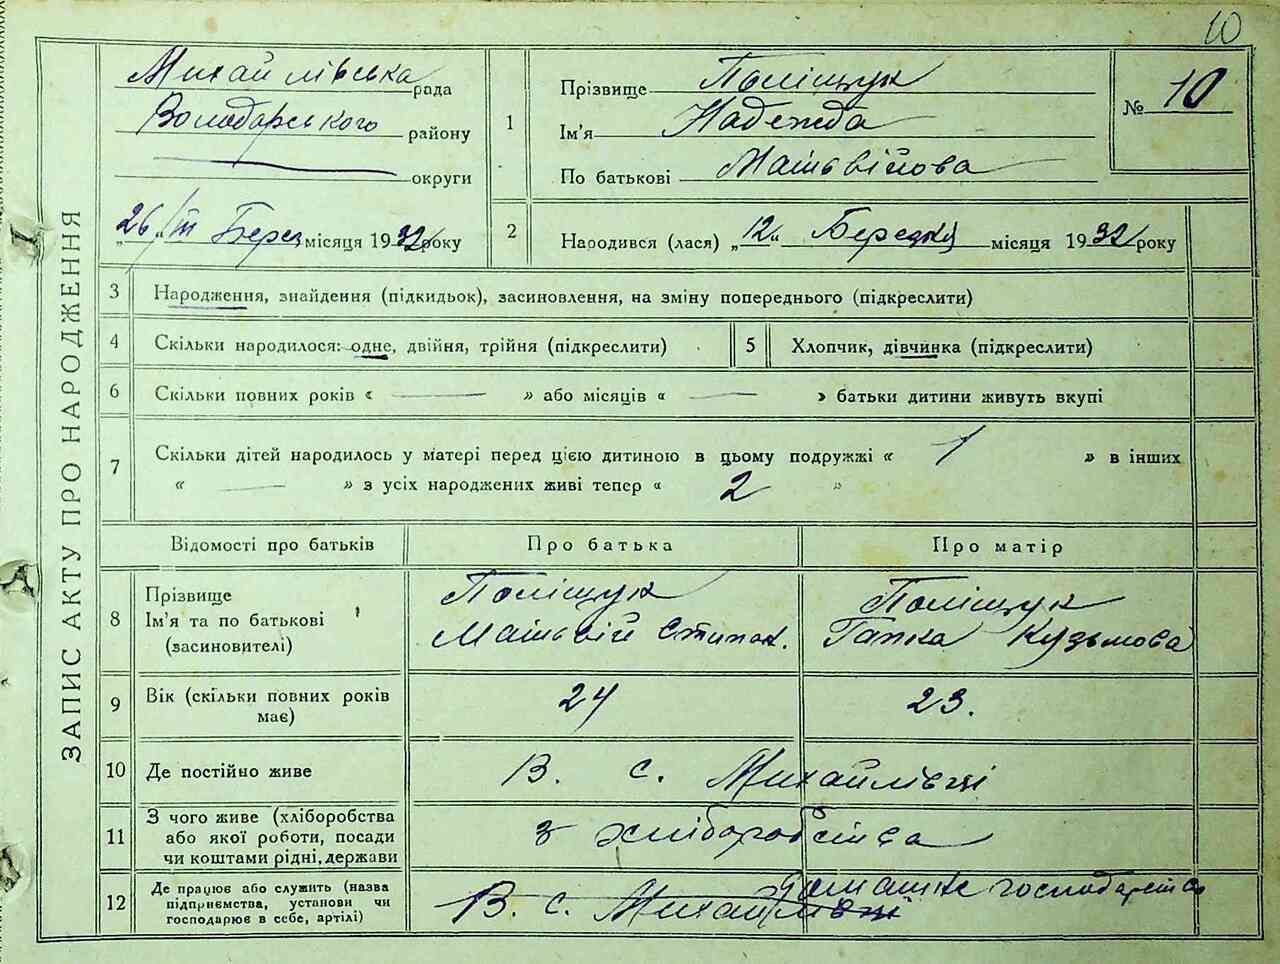 10
ЗАПИС АКТУ ПРО НАРОДЖЕННЯ
Михайлівська рада
Володарського району
округи
„26“ /III Берез місяця 1932 року
1 Прізвище Поліщук
Ім'я Надежда
По батькові Матьвійова
№ 10
2 Народився (лася) „12“ Березня місяця 1932 року
3 Народження, знайдення (підкидьок), засиновлення, на зміну попереднього (підкреслити)
4 Скільки народилося: одне, двійня, трійня (підкреслити) 5 Хлопчик, дівчинка (підкреслити)
6 Скільки повних років « — » або місяців « — » батьки дитини живуть вкупі
7 Скільки дітей народилось у матері перед цією дитиною в цьому подружжі « 1 » в інших
« — » з усіх народжених живі тепер « 2 »
Відомості про батьків Про батька Про матір
8 Прізвище Поліщук Поліщук
Ім'я та по батькові Матьвій Гапка Кузьмова
(засиновителі)
9 Вік (скільки повних років 24 23.
має)
10 Де постійно живе В. с. Михайлівці
11 З чого живе (хліборобства
або якої роботи, посади з хліборобства
чи коштами рідні, держави
12 Де працює або служить (назва домашнє господарство
підприємства, установи чи В. с. Михайлівці
господарює в себе, артілі)